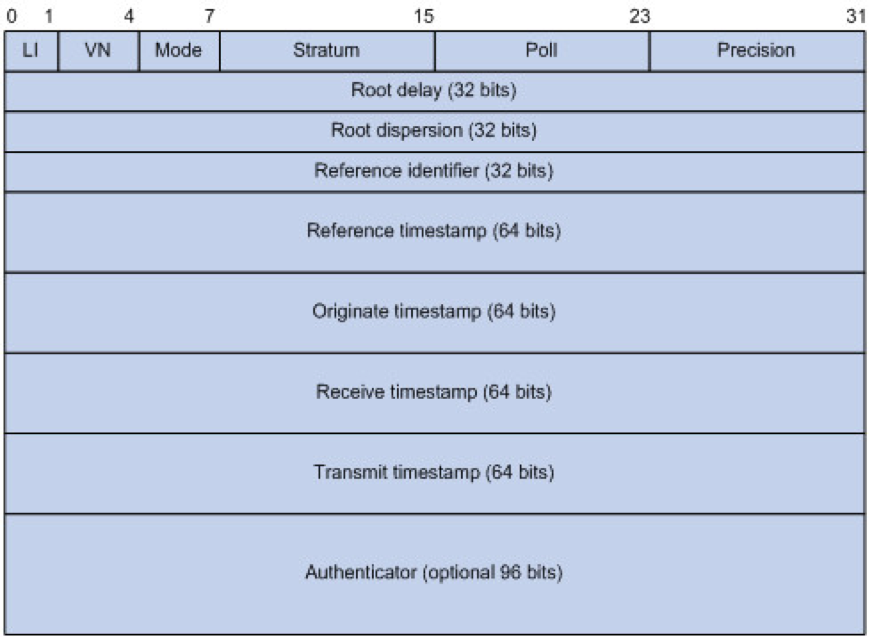 0 1 4 7 15 23 31
LI VN Mode Stratum Poll Precision
Root delay (32 bits)
Root dispersion (32 bits)
Reference identifier (32 bits)
Reference timestamp (64 bits)
Originate timestamp (64 bits)
Receive timestamp (64 bits)
Transmit timestamp (64 bits)
Authenticator (optional 96 bits)